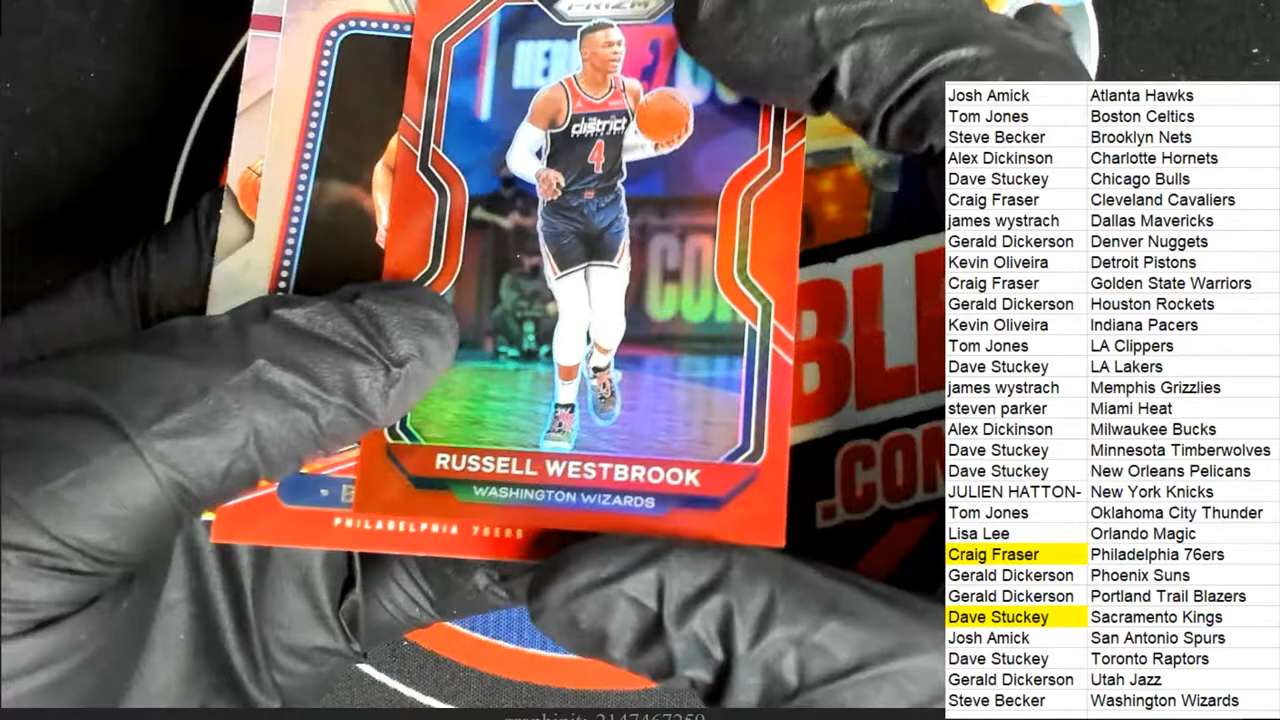 PRIZM
district
4
RUSSELL WESTBROOK
WASHINGTON WIZARDS
PHILADELPHIA 76ERS
.COM
Josh Amick Atlanta Hawks
Tom Jones Boston Celtics
Steve Becker Brooklyn Nets
Alex Dickinson Charlotte Hornets
Dave Stuckey Chicago Bulls
Craig Fraser Cleveland Cavaliers
james wystrach Dallas Mavericks
Gerald Dickerson Denver Nuggets
Kevin Oliveira Detroit Pistons
Craig Fraser Golden State Warriors
Gerald Dickerson Houston Rockets
Kevin Oliveira Indiana Pacers
Tom Jones LA Clippers
Dave Stuckey LA Lakers
james wystrach Memphis Grizzlies
steven parker Miami Heat
Alex Dickinson Milwaukee Bucks
Dave Stuckey Minnesota Timberwolves
Dave Stuckey New Orleans Pelicans
JULIEN HATTON- New York Knicks
Tom Jones Oklahoma City Thunder
Lisa Lee Orlando Magic
Craig Fraser Philadelphia 76ers
Gerald Dickerson Phoenix Suns
Gerald Dickerson Portland Trail Blazers
Dave Stuckey Sacramento Kings
Josh Amick San Antonio Spurs
Dave Stuckey Toronto Raptors
Gerald Dickerson Utah Jazz
Steve Becker Washington Wizards